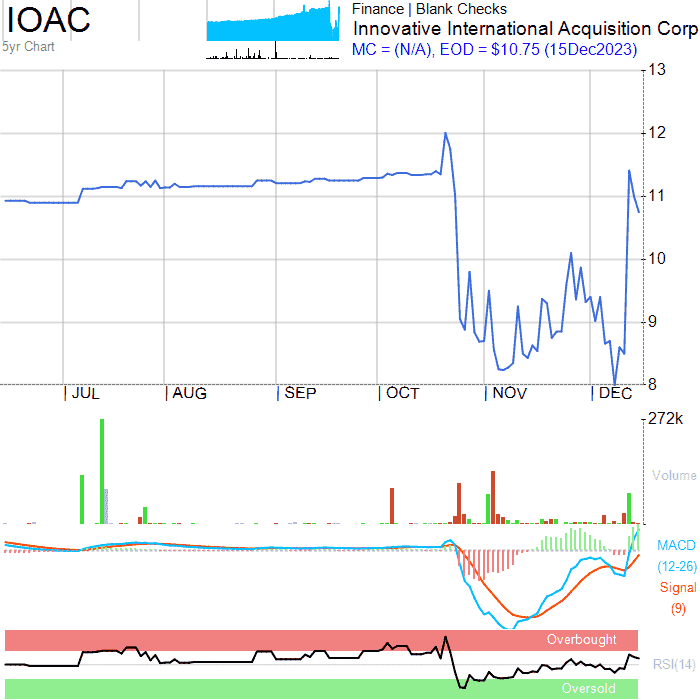 IOAC
5yr Chart
Finance | Blank Checks
Innovative International Acquisition Corp
MC = (N/A), EOD = $10.75 (15Dec2023)
13
12
11
10
9
8
JUL AUG SEP OCT NOV DEC
272k
Volume
MACD
(12-26)
Signal
(9)
Overbought
RSI(14)
Oversold